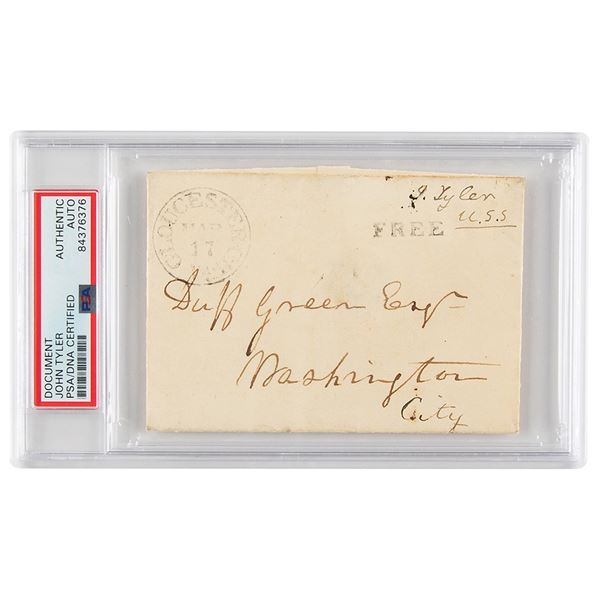 DOCUMENT
JOHN TYLER
PSA/DNA CERTIFIED
AUTHENTIC
AUTO
84376376
PSA
GLOUCESTER
MAR
17
J. Tyler
U.S.S
FREE
Duff Green Esqr
Washington
City